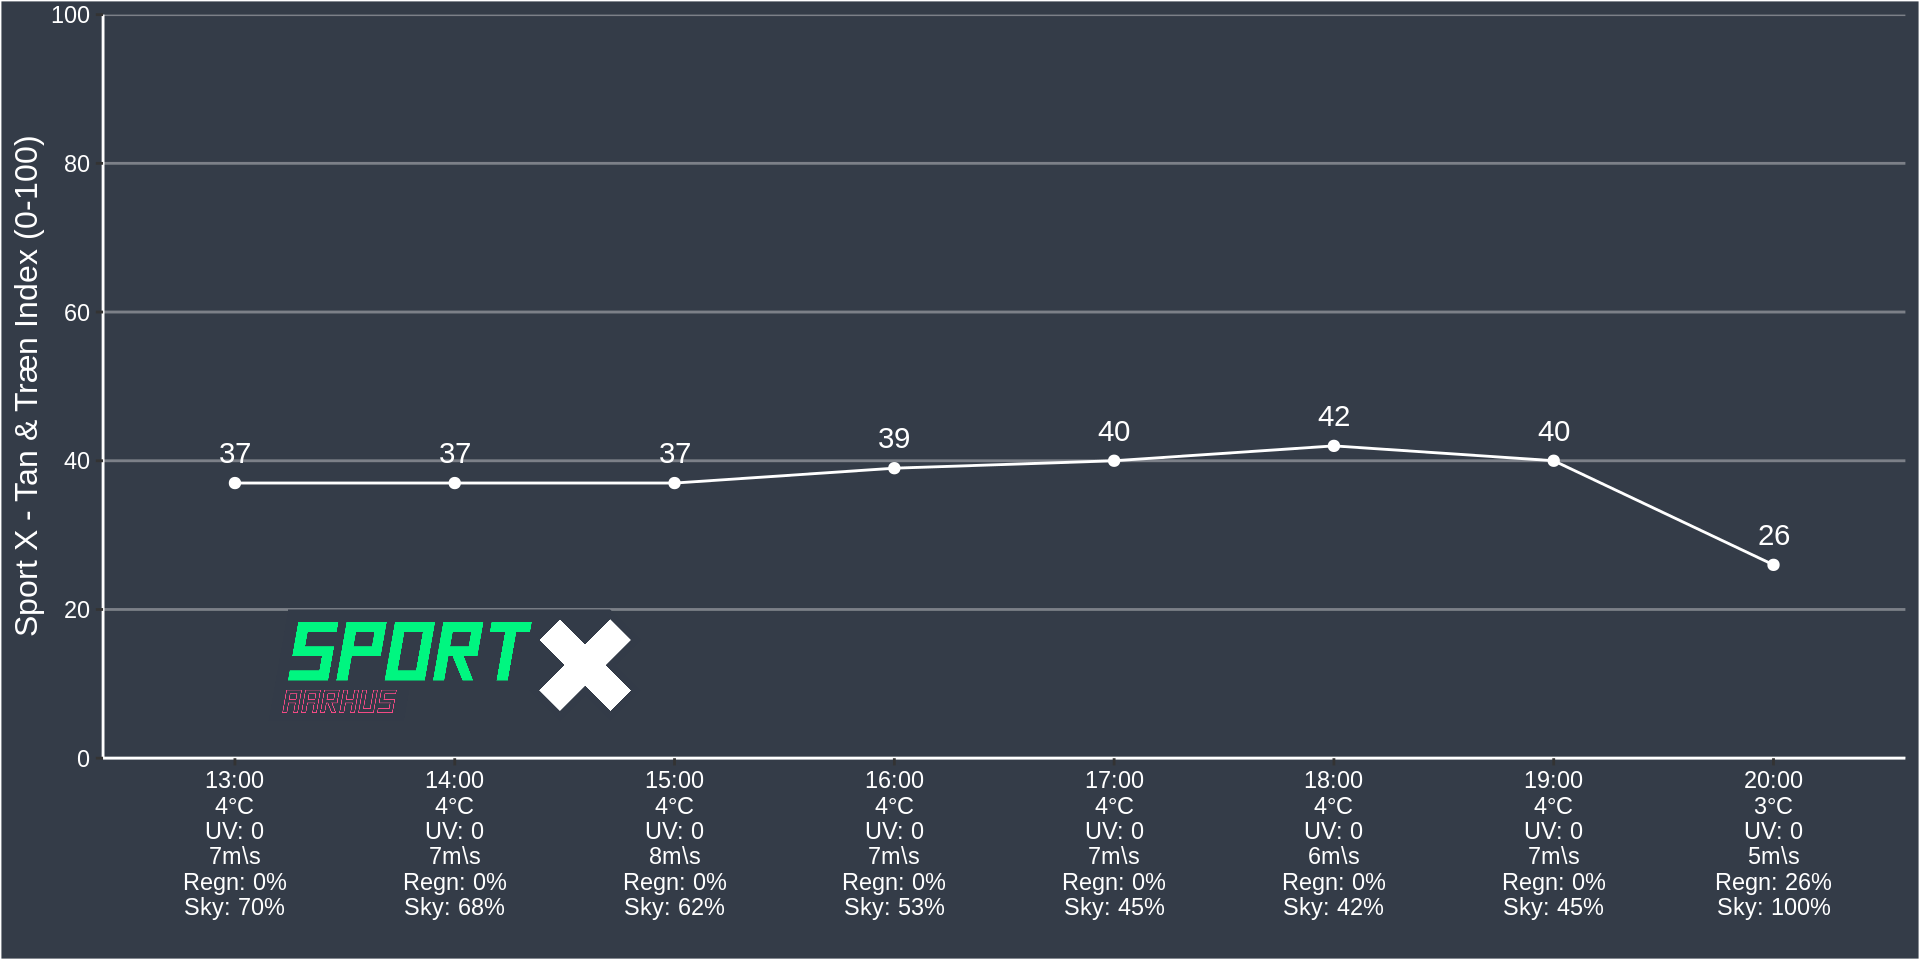 Sport X - Tan & Træn Index (0-100)
100
80
60
40
20
0
37
37
37
39
40
42
40
26
SPORT X
AARHUS
13:00
4°C
UV: 0
7m\s
Regn: 0%
Sky: 70%
14:00
4°C
UV: 0
7m\s
Regn: 0%
Sky: 68%
15:00
4°C
UV: 0
8m\s
Regn: 0%
Sky: 62%
16:00
4°C
UV: 0
7m\s
Regn: 0%
Sky: 53%
17:00
4°C
UV: 0
7m\s
Regn: 0%
Sky: 45%
18:00
4°C
UV: 0
6m\s
Regn: 0%
Sky: 42%
19:00
4°C
UV: 0
7m\s
Regn: 0%
Sky: 45%
20:00
3°C
UV: 0
5m\s
Regn: 26%
Sky: 100%